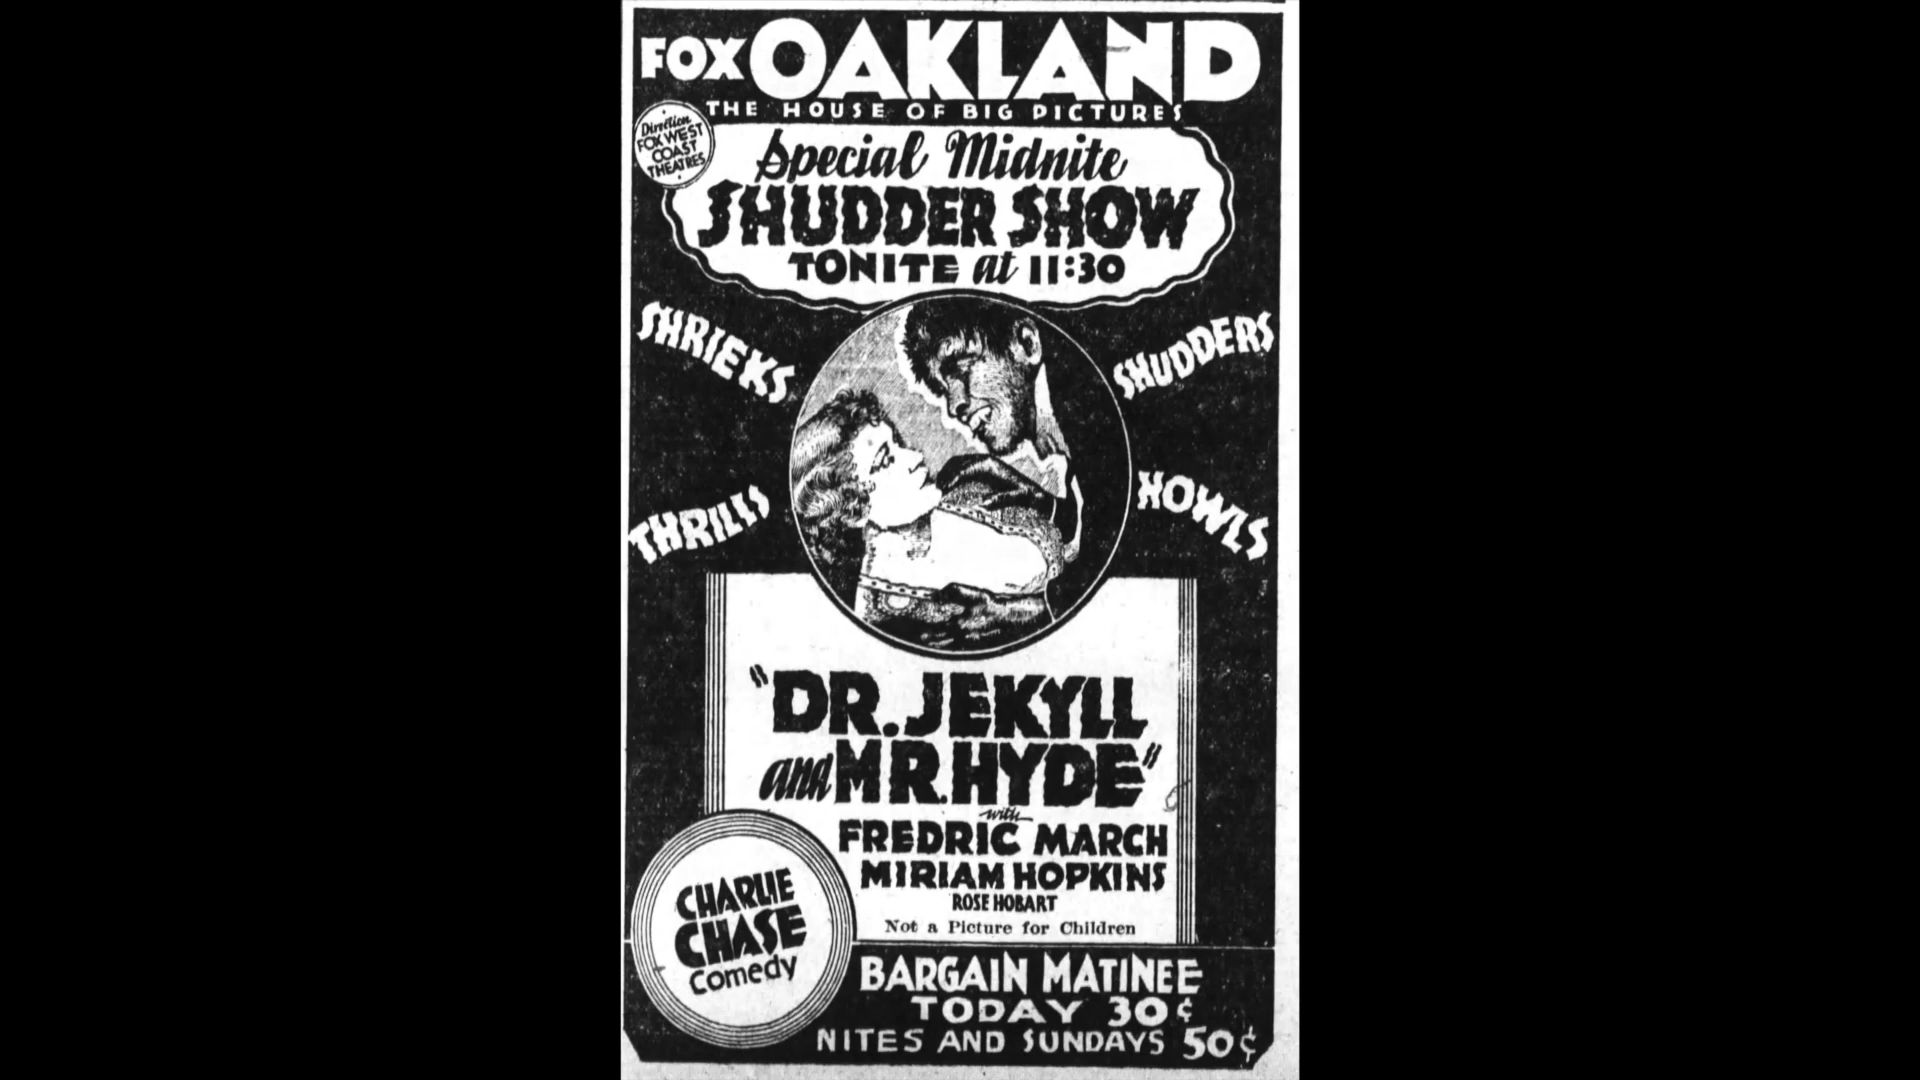 FOX OAKLAND
THE HOUSE OF BIG PICTURES
Direction
FOX WEST
COAST
THEATRES
Special Midnite
SHUDDER SHOW
TONITE at 11:30
SHRIEKS
SHUDDERS
THRILLS
HOWLS
"DR. JEKYLL
and MR. HYDE"
with
FREDRIC MARCH
MIRIAM HOPKINS
ROSE HOBART
Not a Picture for Children
CHARLIE
CHASE
Comedy
BARGAIN MATINEE
TODAY 30¢
NITES AND SUNDAYS 50¢